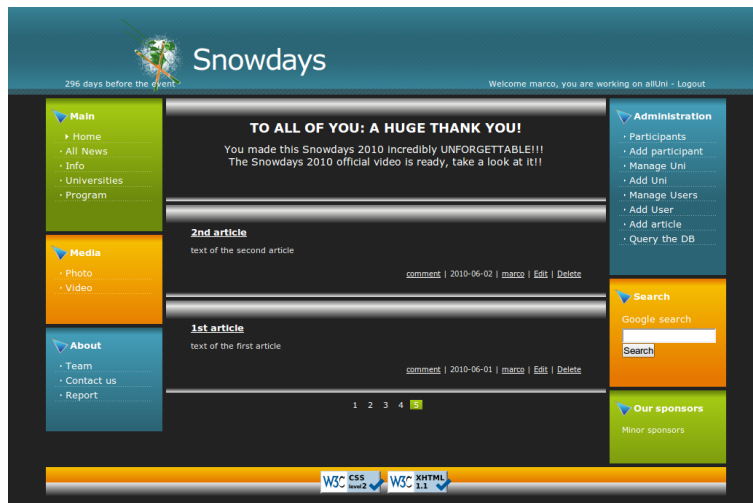 Snowdays
296 days before the event
Welcome marco, you are working on allUni - Logout
Main
Home
All News
Info
Universities
Program
Media
Photo
Video
About
Team
Contact us
Report
TO ALL OF YOU: A HUGE THANK YOU!
You made this Snowdays 2010 incredibly UNFORGETTABLE!!!
The Snowdays 2010 official video is ready, take a look at it!!
2nd article
text of the second article
comment | 2010-06-02 | marco | Edit | Delete
1st article
text of the first article
comment | 2010-06-01 | marco | Edit | Delete
1 2 3 4 5
Administration
Participants
Add participant
Manage Uni
Add Uni
Manage Users
Add User
Add article
Query the DB
Search
Google search
Search
Our sponsors
Minor sponsors
W3C CSS level 2
W3C XHTML 1.1